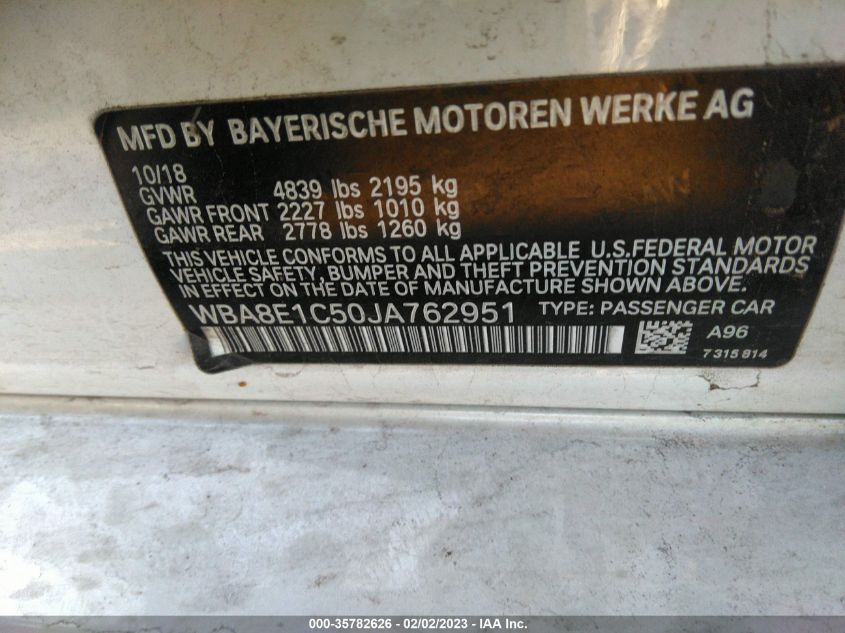 MFD BY BAYERISCHE MOTOREN WERKE AG
10/18
GVWR 4839 lbs 2195 kg
GAWR FRONT 2227 lbs 1010 kg
GAWR REAR 2778 lbs 1260 kg
THIS VEHICLE CONFORMS TO ALL APPLICABLE U.S.FEDERAL MOTOR
VEHICLE SAFETY, BUMPER AND THEFT PREVENTION STANDARDS
IN EFFECT ON THE DATE OF MANUFACTURE SHOWN ABOVE.
WBA8E1C50JA762951 TYPE: PASSENGER CAR
A96
7315814
000-35782626 - 02/02/2023 - IAA Inc.